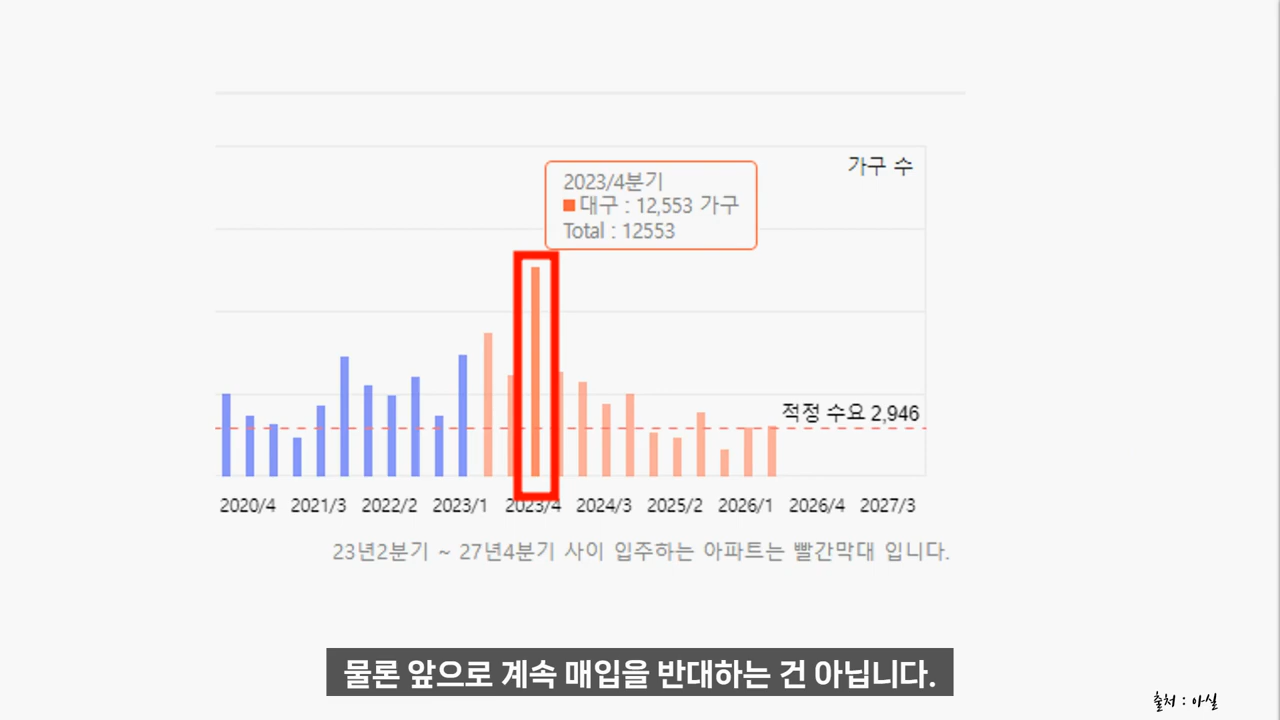 가구 수
2023/4분기
대구 : 12,553 가구
Total : 12553
적정 수요 2,946
2020/4 2021/3 2022/2 2023/1 2023/4 2024/3 2025/2 2026/1 2026/4 2027/3
23년2분기 ~ 27년4분기 사이 입주하는 아파트는 빨간막대 입니다.
물론 앞으로 계속 매입을 반대하는 건 아닙니다.
출처 : 아실